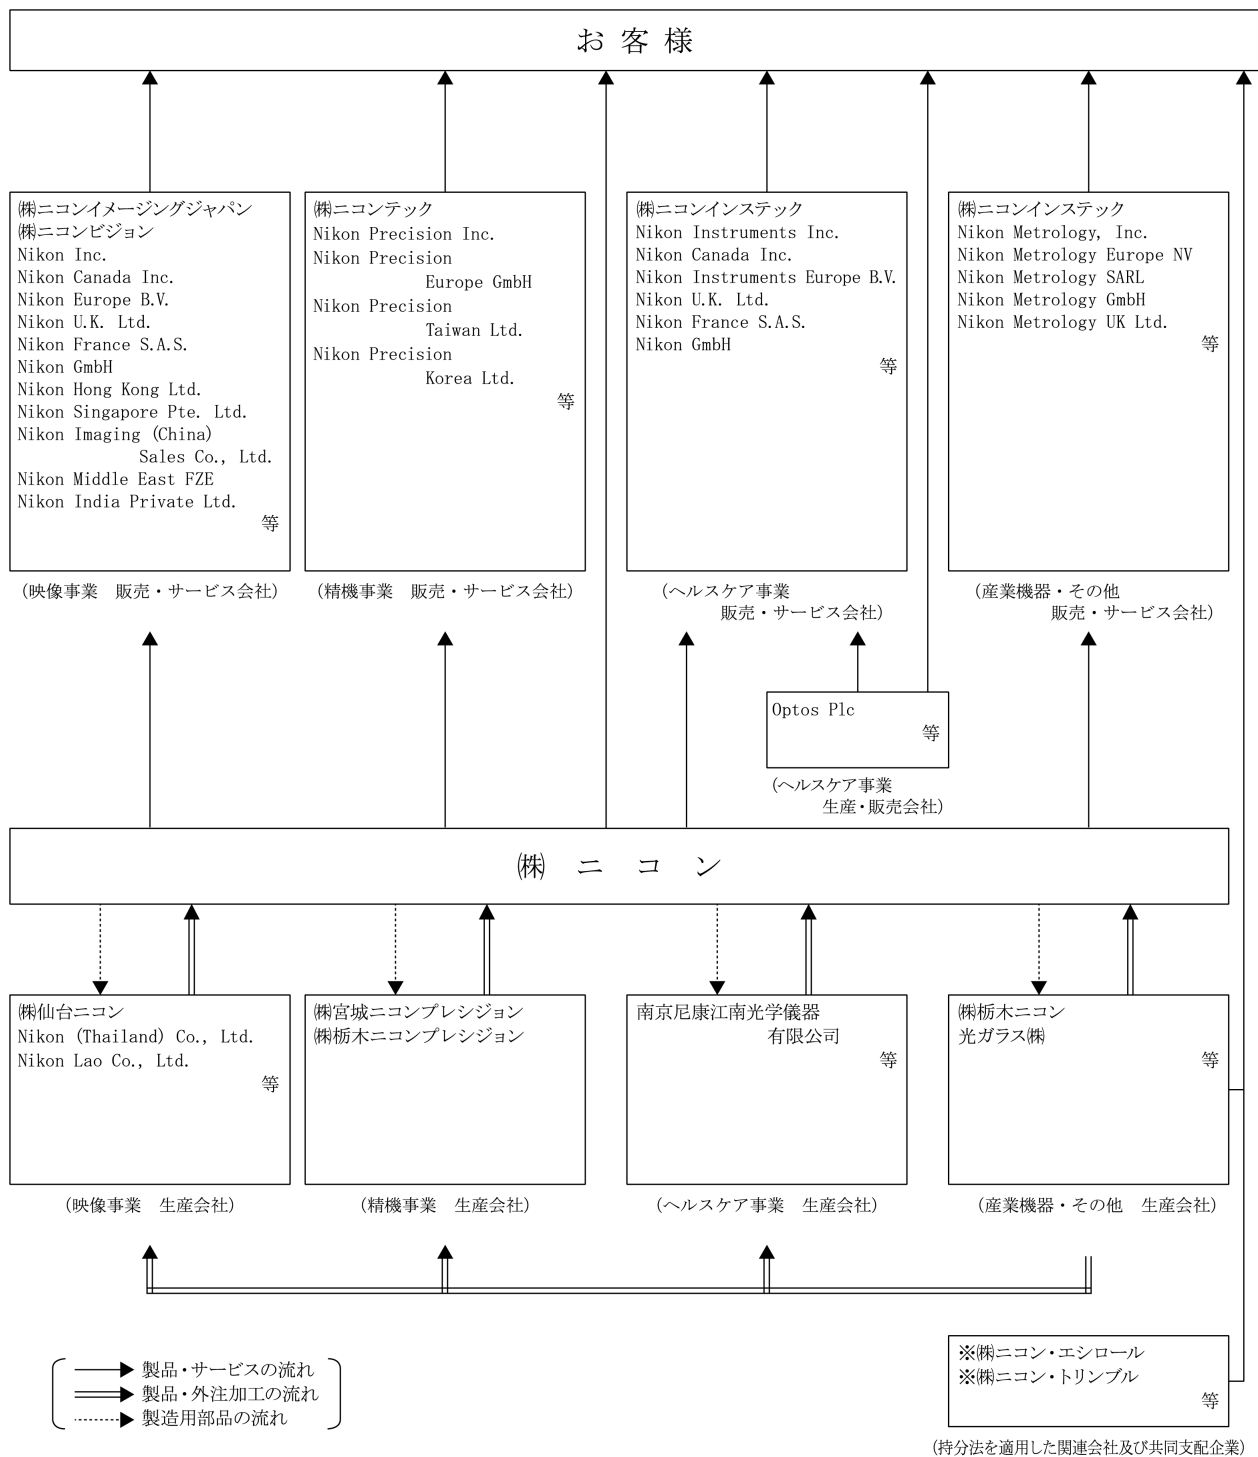 お 客 様
㈱ニコンイメージングジャパン
㈱ニコンビジョン
Nikon Inc.
Nikon Canada Inc.
Nikon Europe B.V.
Nikon U.K. Ltd.
Nikon France S.A.S.
Nikon GmbH
Nikon Hong Kong Ltd.
Nikon Singapore Pte. Ltd.
Nikon Imaging (China)
Sales Co., Ltd.
Nikon Middle East FZE
Nikon India Private Ltd.
等
(映像事業　販売・サービス会社)
㈱ニコンテック
Nikon Precision Inc.
Nikon Precision
Europe GmbH
Nikon Precision
Taiwan Ltd.
Nikon Precision
Korea Ltd.
等
(精機事業　販売・サービス会社)
㈱ニコンインステック
Nikon Instruments Inc.
Nikon Canada Inc.
Nikon Instruments Europe B.V.
Nikon U.K. Ltd.
Nikon France S.A.S.
Nikon GmbH
等
(ヘルスケア事業
販売・サービス会社)
㈱ニコンインステック
Nikon Metrology, Inc.
Nikon Metrology Europe NV
Nikon Metrology SARL
Nikon Metrology GmbH
Nikon Metrology UK Ltd.
等
(産業機器・その他
販売・サービス会社)
Optos Plc
等
(ヘルスケア事業
生産・販売会社)
㈱ ニ コ ン
㈱仙台ニコン
Nikon (Thailand) Co., Ltd.
Nikon Lao Co., Ltd.
等
(映像事業　生産会社)
㈱宮城ニコンプレシジョン
㈱栃木ニコンプレシジョン
(精機事業　生産会社)
南京尼康江南光学儀器
有限公司
等
(ヘルスケア事業　生産会社)
㈱栃木ニコン
光ガラス㈱
等
(産業機器・その他　生産会社)
製品・サービスの流れ
製品・外注加工の流れ
製造用部品の流れ
※㈱ニコン・エシロール
※㈱ニコン・トリンブル
等
(持分法を適用した関連会社及び共同支配企業)